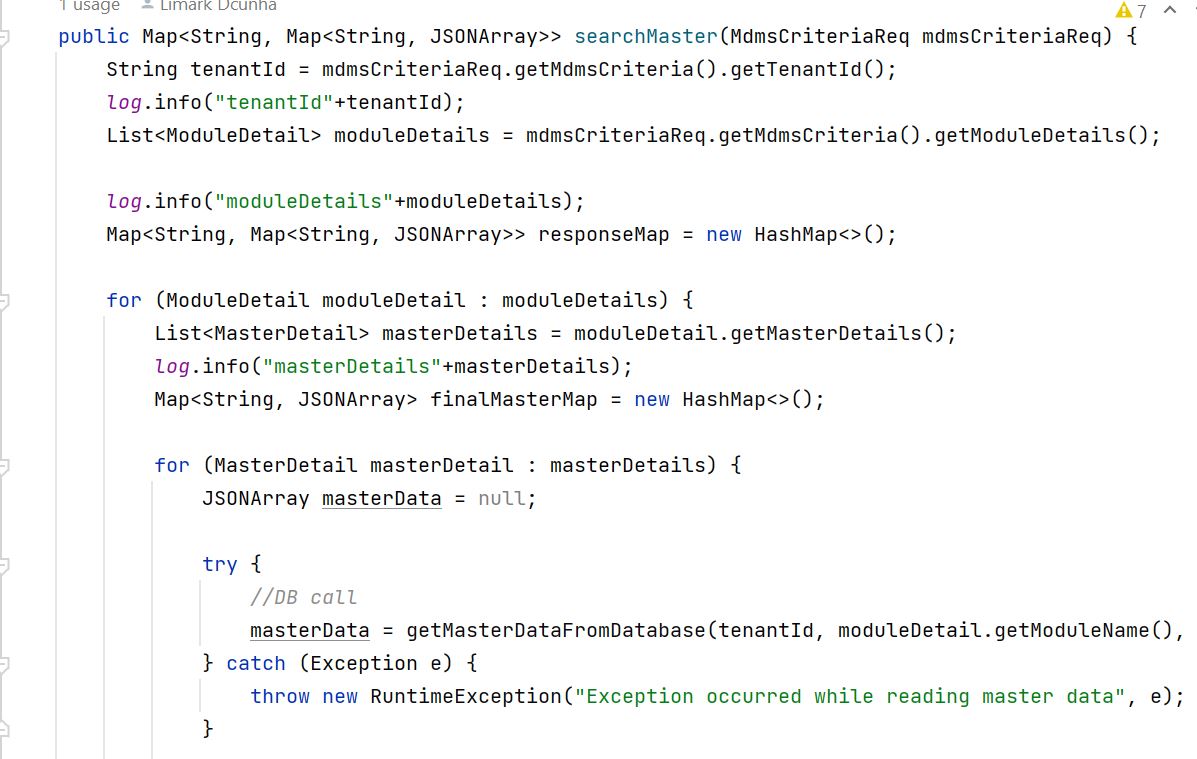 1 usage Limark Dcunha
7
public Map<String, Map<String, JSONArray>> searchMaster(MdmsCriteriaReq mdmsCriteriaReq) {
String tenantId = mdmsCriteriaReq.getMdmsCriteria().getTenantId();
log.info("tenantId"+tenantId);
List<ModuleDetail> moduleDetails = mdmsCriteriaReq.getMdmsCriteria().getModuleDetails();
log.info("moduleDetails"+moduleDetails);
Map<String, Map<String, JSONArray>> responseMap = new HashMap<>();
for (ModuleDetail moduleDetail : moduleDetails) {
List<MasterDetail> masterDetails = moduleDetail.getMasterDetails();
log.info("masterDetails"+masterDetails);
Map<String, JSONArray> finalMasterMap = new HashMap<>();
for (MasterDetail masterDetail : masterDetails) {
JSONArray masterData = null;
try {
//DB call
masterData = getMasterDataFromDatabase(tenantId, moduleDetail.getModuleName(),
} catch (Exception e) {
throw new RuntimeException("Exception occurred while reading master data", e);
}